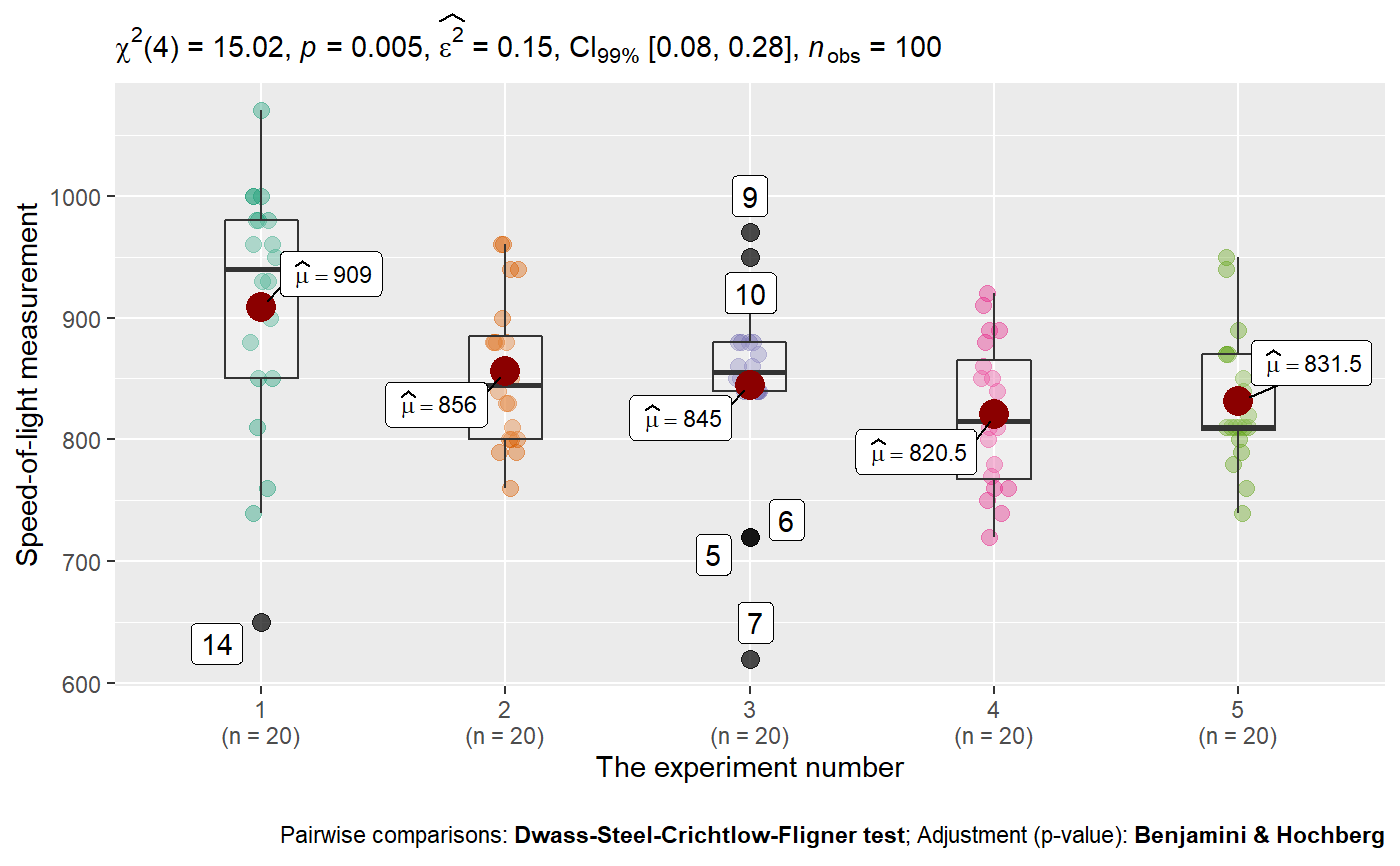 χ²(4) = 15.02, p = 0.005, ε̂² = 0.15, CI99% [0.08, 0.28], nobs = 100
Speed-of-light measurement
1000
900
800
700
600
μ̂ = 909
μ̂ = 856
μ̂ = 845
μ̂ = 820.5
μ̂ = 831.5
9
10
6
5
7
14
1 2 3 4 5
(n = 20) (n = 20) (n = 20) (n = 20) (n = 20)
The experiment number
Pairwise comparisons: Dwass-Steel-Crichtlow-Fligner test; Adjustment (p-value): Benjamini & Hochberg